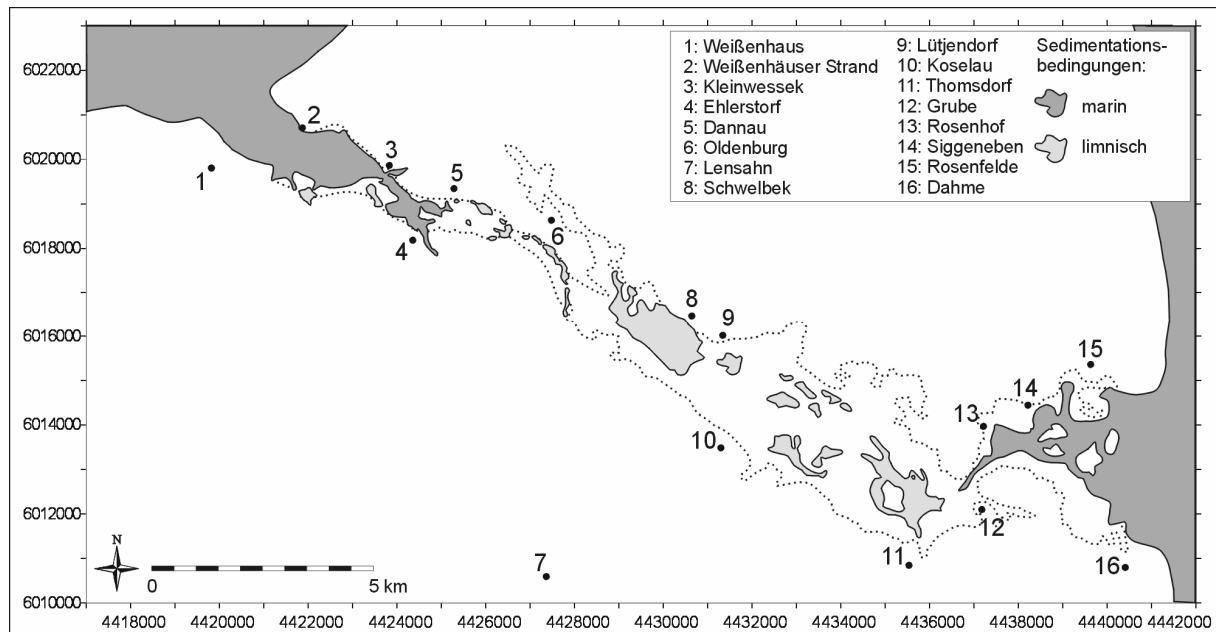 6022000
6020000
6018000
6016000
6014000
6012000
6010000
1: Weißenhaus
2: Weißenhäuser Strand
3: Kleinwessek
4: Ehlerstorf
5: Dannau
6: Oldenburg
7: Lensahn
8: Schwelbek
9: Lütjendorf
10: Koselau
11: Thomsdorf
12: Grube
13: Rosenhof
14: Siggeneben
15: Rosenfelde
16: Dahme
Sedimentations-
bedingungen:
marin
limnisch
1
2
3
4
5
6
7
8
9
10
11
12
13
14
15
16
N
0 5 km
4418000 4420000 4422000 4424000 4426000 4428000 4430000 4432000 4434000 4436000 4438000 4440000 4442000